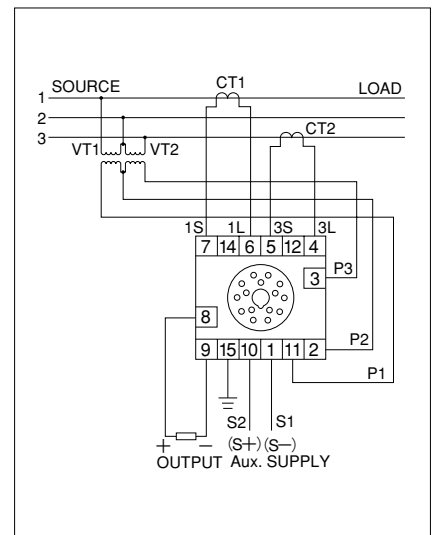 1 SOURCE CT1 LOAD
2
3 CT2
VT1 VT2
1S 1L 3S 3L
7 14 6 5 12 4
3 P3
8
9 15 10 1 11 2 P2
P1
S2 S1
+ − (S+) (S−)
OUTPUT Aux. SUPPLY